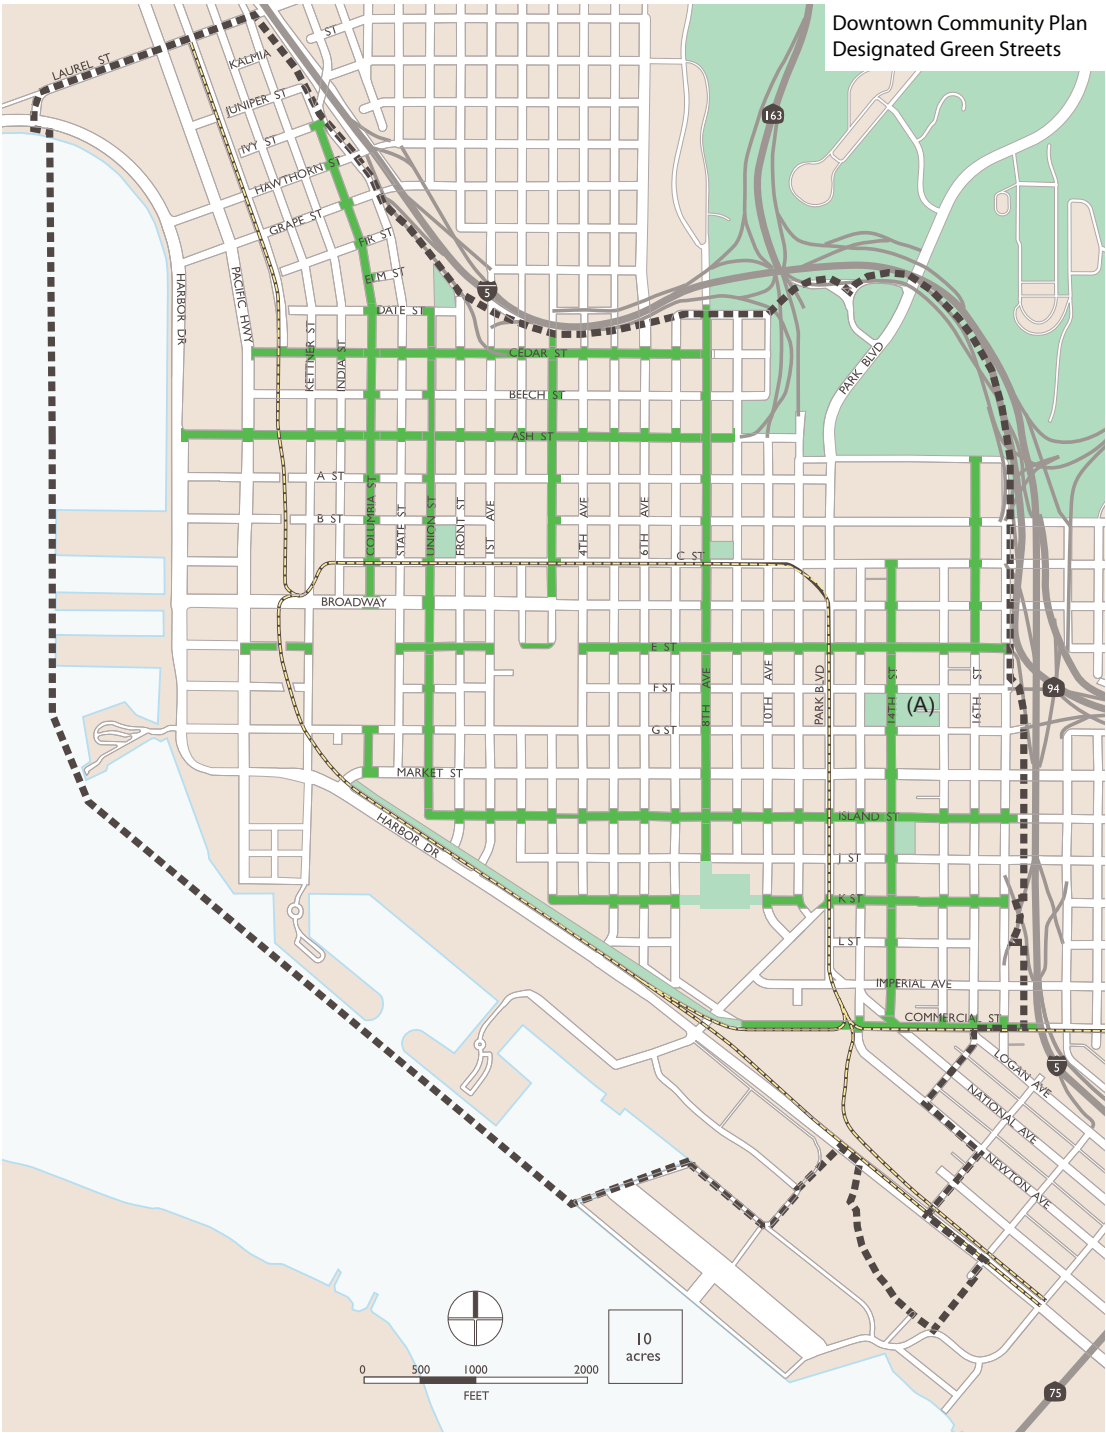 Downtown Community Plan
Designated Green Streets
LAUREL ST
ST
KALMIA
JUNIPER ST
IVY ST
HAWTHORN ST
GRAPE ST
FIR ST
ELM ST
DATE ST
163
5
HARBOR DR
PACIFIC HWY
KETTNER ST
INDIA ST
CEDAR ST
BEECH ST
ASH ST
PARK BLVD
A ST
B ST
COLUMBIA ST
STATE ST
UNION ST
FRONT ST
1ST AVE
4TH AVE
6TH AVE
C ST
BROADWAY
E ST
F ST
G ST
8TH AVE
10TH AVE
PARK BLVD
14TH ST
(A)
16TH ST
94
MARKET ST
HARBOR DR
ISLAND ST
J ST
K ST
L ST
IMPERIAL AVE
COMMERCIAL ST
LOGAN AVE
5
NATIONAL AVE
NEWTON AVE
10
acres
0 500 1000 2000
FEET
75